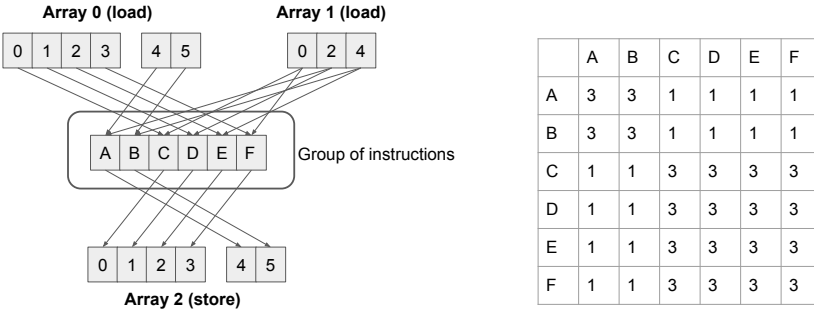 Array 0 (load) Array 1 (load)
0 1 2 3 4 5 0 2 4
A B C D E F Group of instructions
0 1 2 3 4 5
Array 2 (store)
A B C D E F
A 3 3 1 1 1 1
B 3 3 1 1 1 1
C 1 1 3 3 3 3
D 1 1 3 3 3 3
E 1 1 3 3 3 3
F 1 1 3 3 3 3